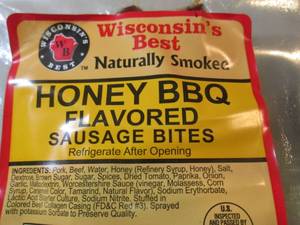 WISCONSIN'S
WB
BEST
Wisconsin's
Best
TM Naturally Smoked
HONEY BBQ
FLAVORED
SAUSAGE BITES
Refrigerate After Opening
INGREDIENTS: Pork, Beef, Water, Honey (Refinery Syrup, Honey), Salt,
Dextrose, Brown Sugar, Sugar, Spices, Dried Tomato, Paprika, Onion,
Garlic, Maltodextrin, Worcestershire Sauce (vinegar, Molassess, Corn
Syrup, Caramel Color, Tamarind, Natural Flavor), Sodium Erythorbate,
Lactic Acid Starter Culture, Sodium Nitrite. Stuffed in
Colored Beef Collagen Casing (FD&C Red #3). Sprayed
with potassium Sorbate to Preserve Quality.
U.S.
INSPECTED
AND PASSED BY